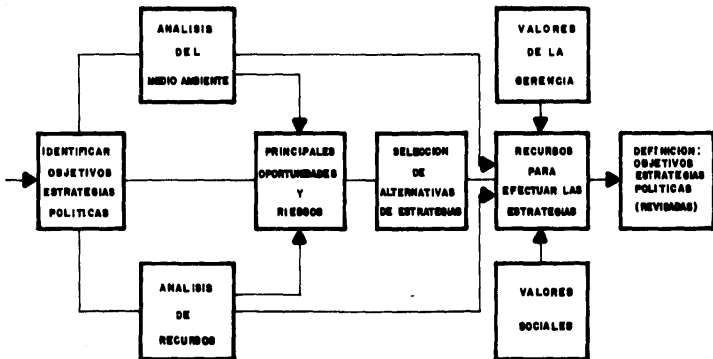 ANALISIS
DEL
MEDIO AMBIENTE
VALORES
DE LA
GERENCIA
IDENTIFICAR
OBJETIVOS
ESTRATEGIAS
POLITICAS
PRINCIPALES
OPORTUNIDADES
Y
RIESGOS
SELECCION
DE
ALTERNATIVAS
DE ESTRATEGIAS
RECURSOS
PARA
EFECTUAR LAS
ESTRATEGIAS
DEFINICION:
OBJETIVOS
ESTRATEGIAS
POLITICAS
(REVISADAS)
ANALISIS
DE
RECURSOS
VALORES
SOCIALES